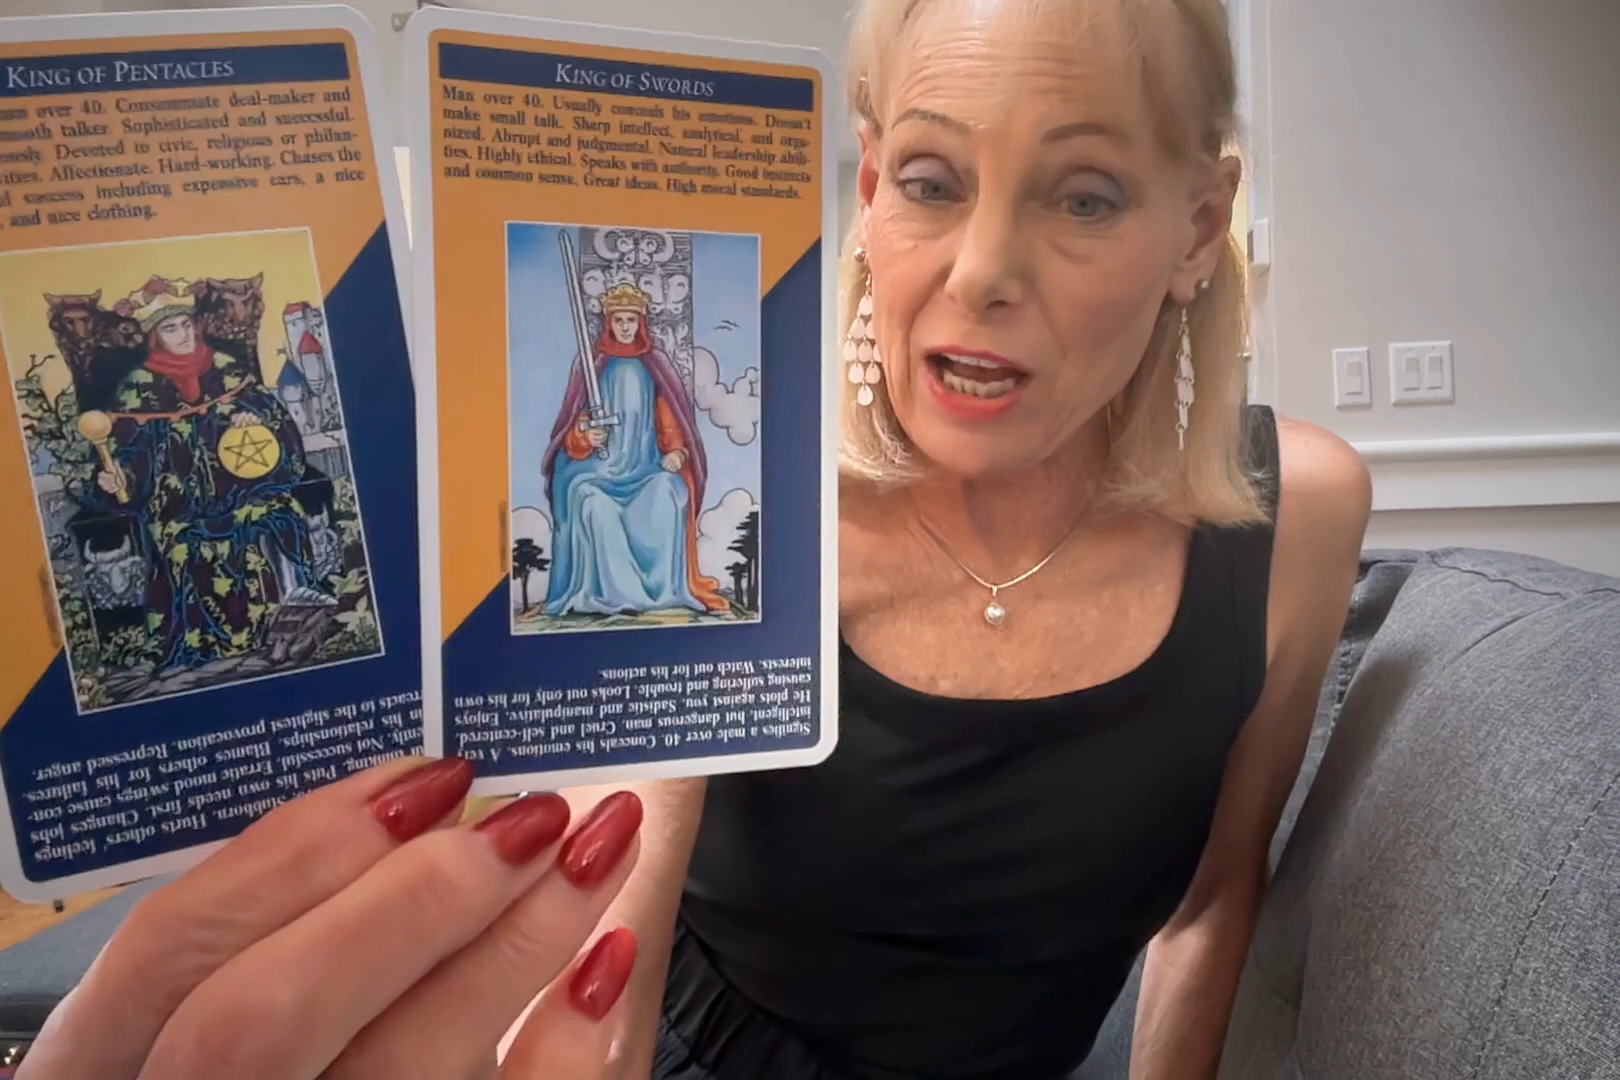 KING OF PENTACLES
over 40. Consummate deal-maker and
smooth talker. Sophisticated and successful.
Devoted to civic, religious or philan-
Affectionate. Hard-working. Chases the
success including expensive cars, a nice
and nice clothing.
feelings. Stubborn.
thinking. Puts his own needs first. Changes jobs
Not successful. Erratic mood swings cause con-
in his relationships. Blames others for his failures.
reacts to the slightest provocation. Repressed anger.
KING OF SWORDS
Man over 40. Usually conceals his emotions. Doesn't
make small talk. Sharp intellect, analytical, and orga-
nized. Abrupt and judgmental. Natural leadership abili-
ties. Highly ethical. Speaks with authority. Good instincts
and common sense. Great ideas. High moral standards.
Signifies a male over 40. Conceals his emotions. A very
intelligent, but dangerous man. Cruel and self-centered.
He plots against you. Sadistic and manipulative. Enjoys
causing suffering and trouble. Looks out only for his own
interests. Watch out for his actions.